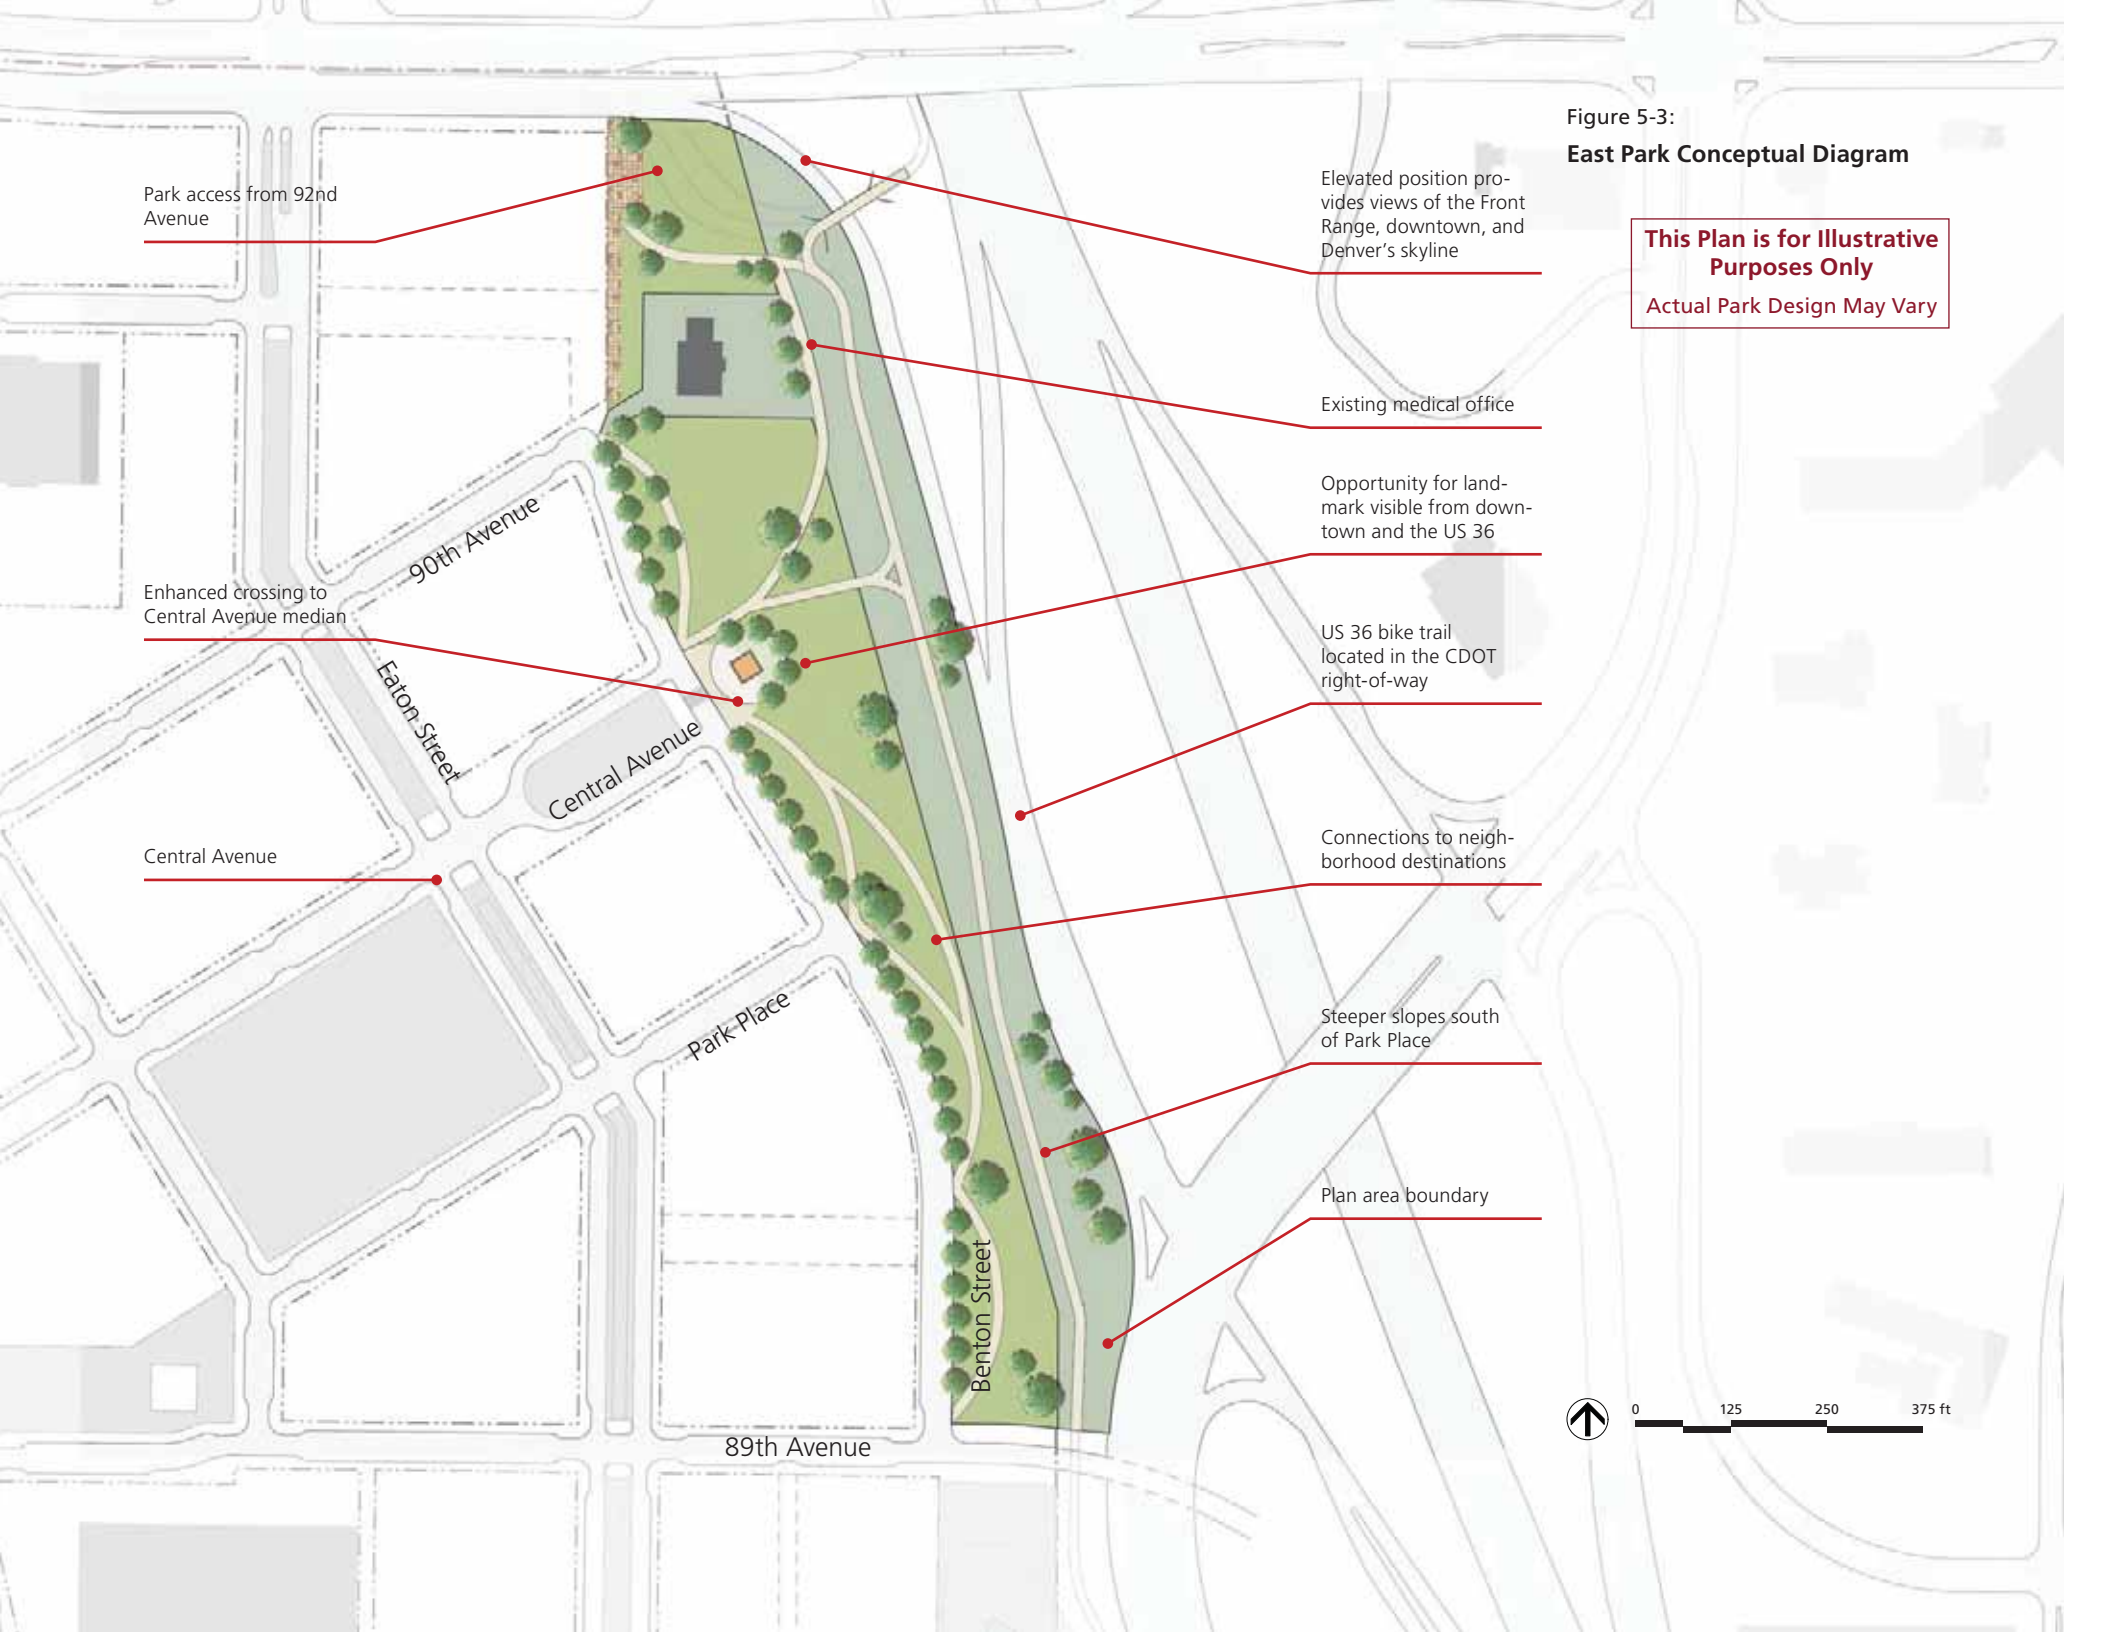 Figure 5-3:
East Park Conceptual Diagram
This Plan is for Illustrative
Purposes Only
Actual Park Design May Vary
Park access from 92nd
Avenue
Elevated position pro-
vides views of the Front
Range, downtown, and
Denver's skyline
Existing medical office
Opportunity for land-
mark visible from down-
town and the US 36
90th Avenue
Enhanced crossing to
Central Avenue median
US 36 bike trail
located in the CDOT
right-of-way
Eaton Street
Central Avenue
Central Avenue
Connections to neigh-
borhood destinations
Park Place
Steeper slopes south
of Park Place
Plan area boundary
Benton Street
89th Avenue
0 125 250 375 ft